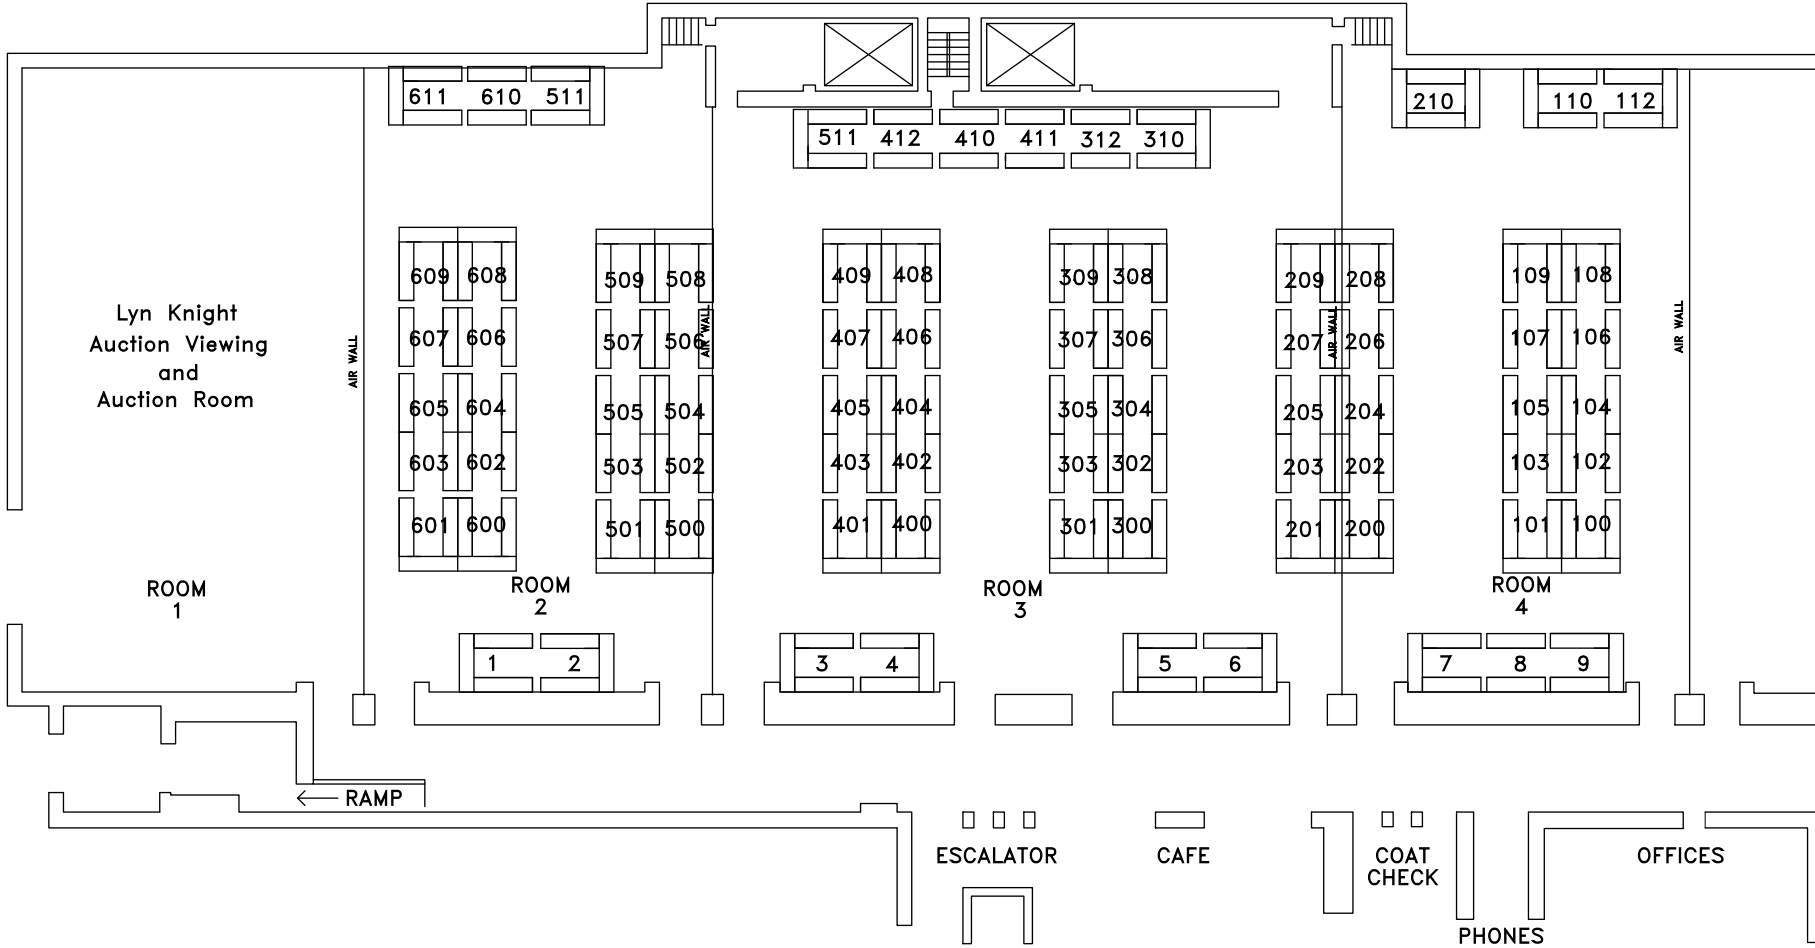 611 610 511
210 110 112
511 412 410 411 312 310
609 608 509 508 409 408 309 308 209 208 109 108
Lyn Knight
Auction Viewing
and
Auction Room
AIR WALL
AIR WALL
AIR WALL
AIR WALL
607 606 507 506 407 406 307 306 207 206 107 106
605 604 505 504 405 404 305 304 205 204 105 104
603 602 503 502 403 402 303 302 203 202 103 102
601 600 501 500 401 400 301 300 201 200 101 100
ROOM
1
ROOM
2
ROOM
3
ROOM
4
1 2 3 4 5 6 7 8 9
RAMP
ESCALATOR
CAFE
COAT
CHECK
OFFICES
PHONES